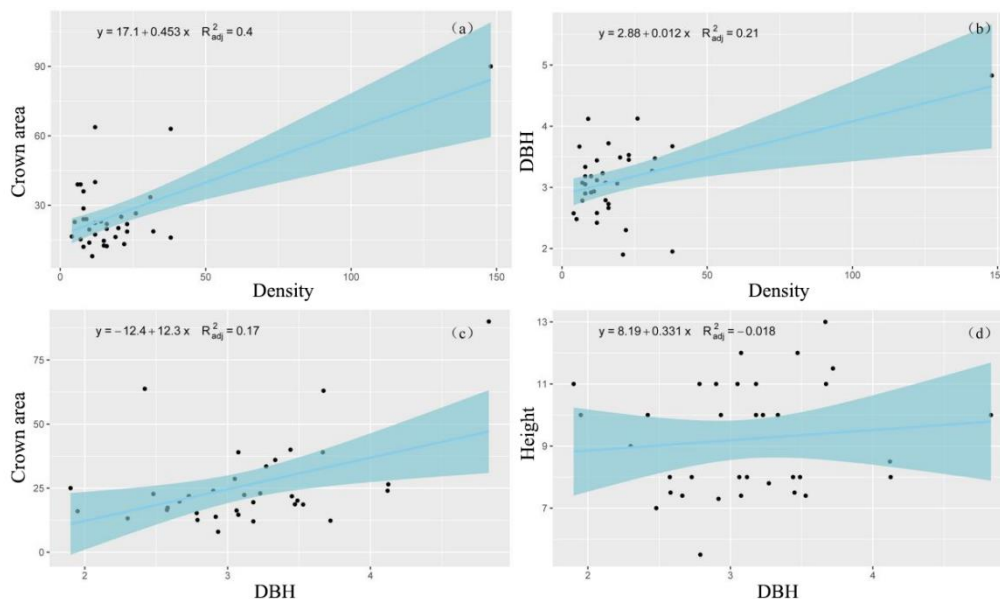 y = 17.1 + 0.453 x R²adj = 0.4 (a)
Crown area
90
60
30
0
0 50 100 150
Density
y = 2.88 + 0.012 x R²adj = 0.21 (b)
DBH
5
4
3
2
0 50 100 150
Density
y = −12.4 + 12.3 x R²adj = 0.17 (c)
Crown area
75
50
25
0
2 3 4
DBH
y = 8.19 + 0.331 x R²adj = −0.018 (d)
Height
13
11
9
7
2 3 4
DBH